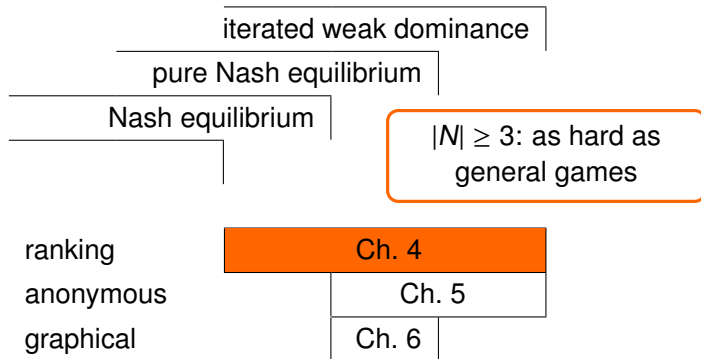 iterated weak dominance
pure Nash equilibrium
Nash equilibrium
|N| ≥ 3: as hard as
general games
ranking Ch. 4
anonymous Ch. 5
graphical Ch. 6